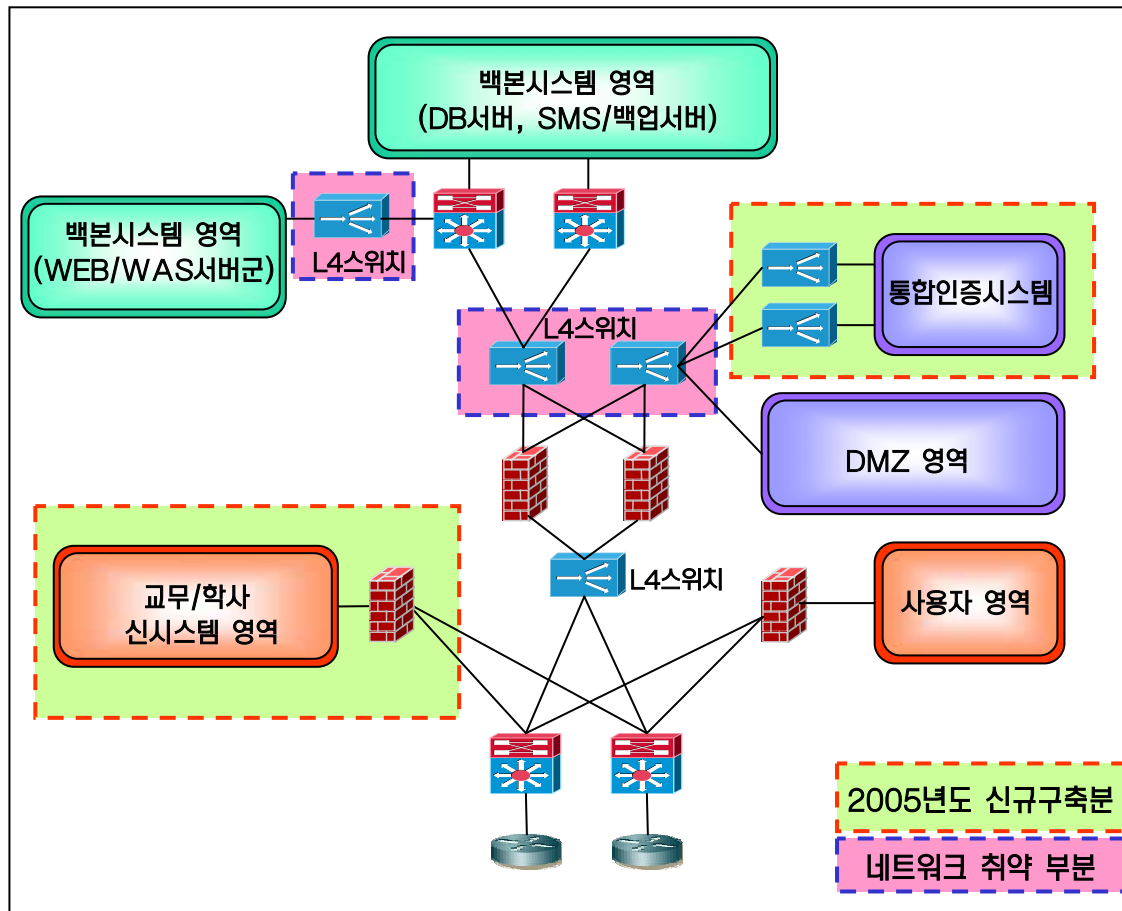 백본시스템 영역
(DB서버, SMS/백업서버)
백본시스템 영역
(WEB/WAS서버군)
L4스위치
통합인증시스템
L4스위치
DMZ 영역
교무/학사
신시스템 영역
L4스위치
사용자 영역
2005년도 신규구축분
네트워크 취약 부분